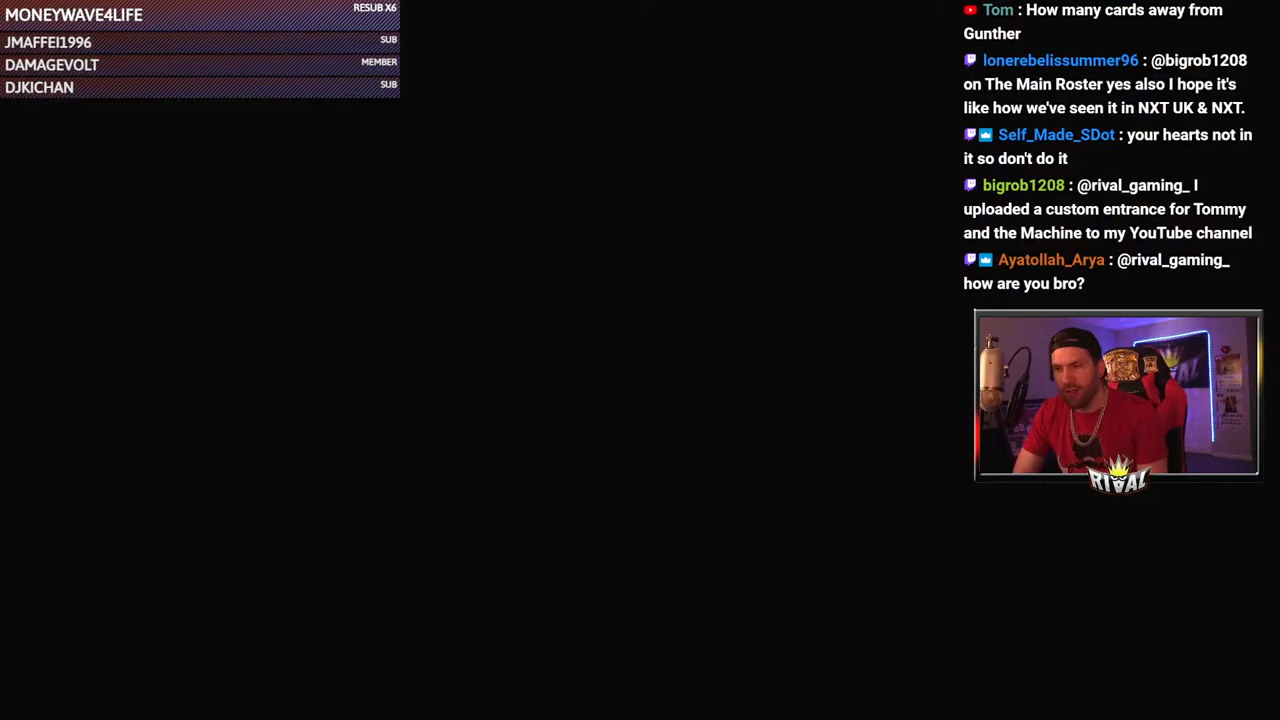 MONEYWAVE4LIFE RESUB X6
JMAFFEI1996 SUB
DAMAGEVOLT MEMBER
DJKICHAN SUB
Tom : How many cards away from
Gunther
lonerebelissummer96 : @bigrob1208
on The Main Roster yes also I hope it's
like how we've seen it in NXT UK & NXT.
Self_Made_SDot : your hearts not in
it so don't do it
bigrob1208 : @rival_gaming_ I
uploaded a custom entrance for Tommy
and the Machine to my YouTube channel
Ayatollah_Arya : @rival_gaming_
how are you bro?
RIVAL